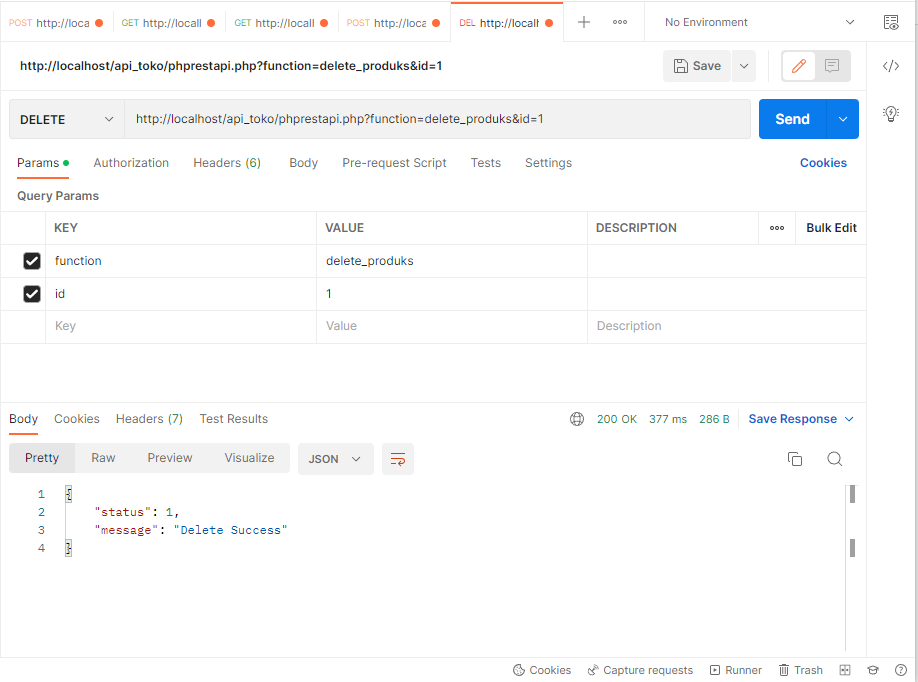 POST http://loca GET http://locall GET http://locall POST http://loca DEL http://localh No Environment
http://localhost/api_toko/phprestapi.php?function=delete_produks&id=1 Save
DELETE http://localhost/api_toko/phprestapi.php?function=delete_produks&id=1 Send
Params Authorization Headers (6) Body Pre-request Script Tests Settings Cookies
Query Params
KEY VALUE DESCRIPTION Bulk Edit
function delete_produks
id 1
Key Value Description
Body Cookies Headers (7) Test Results 200 OK 377 ms 286 B Save Response
Pretty Raw Preview Visualize JSON
1 {
2 "status": 1,
3 "message": "Delete Success"
4 }
Cookies Capture requests Runner Trash